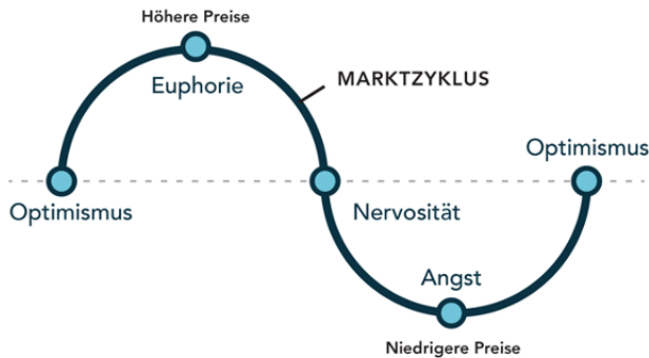 Höhere Preise
Euphorie
MARKTZYKLUS
Optimismus
Optimismus
Nervosität
Angst
Niedrigere Preise